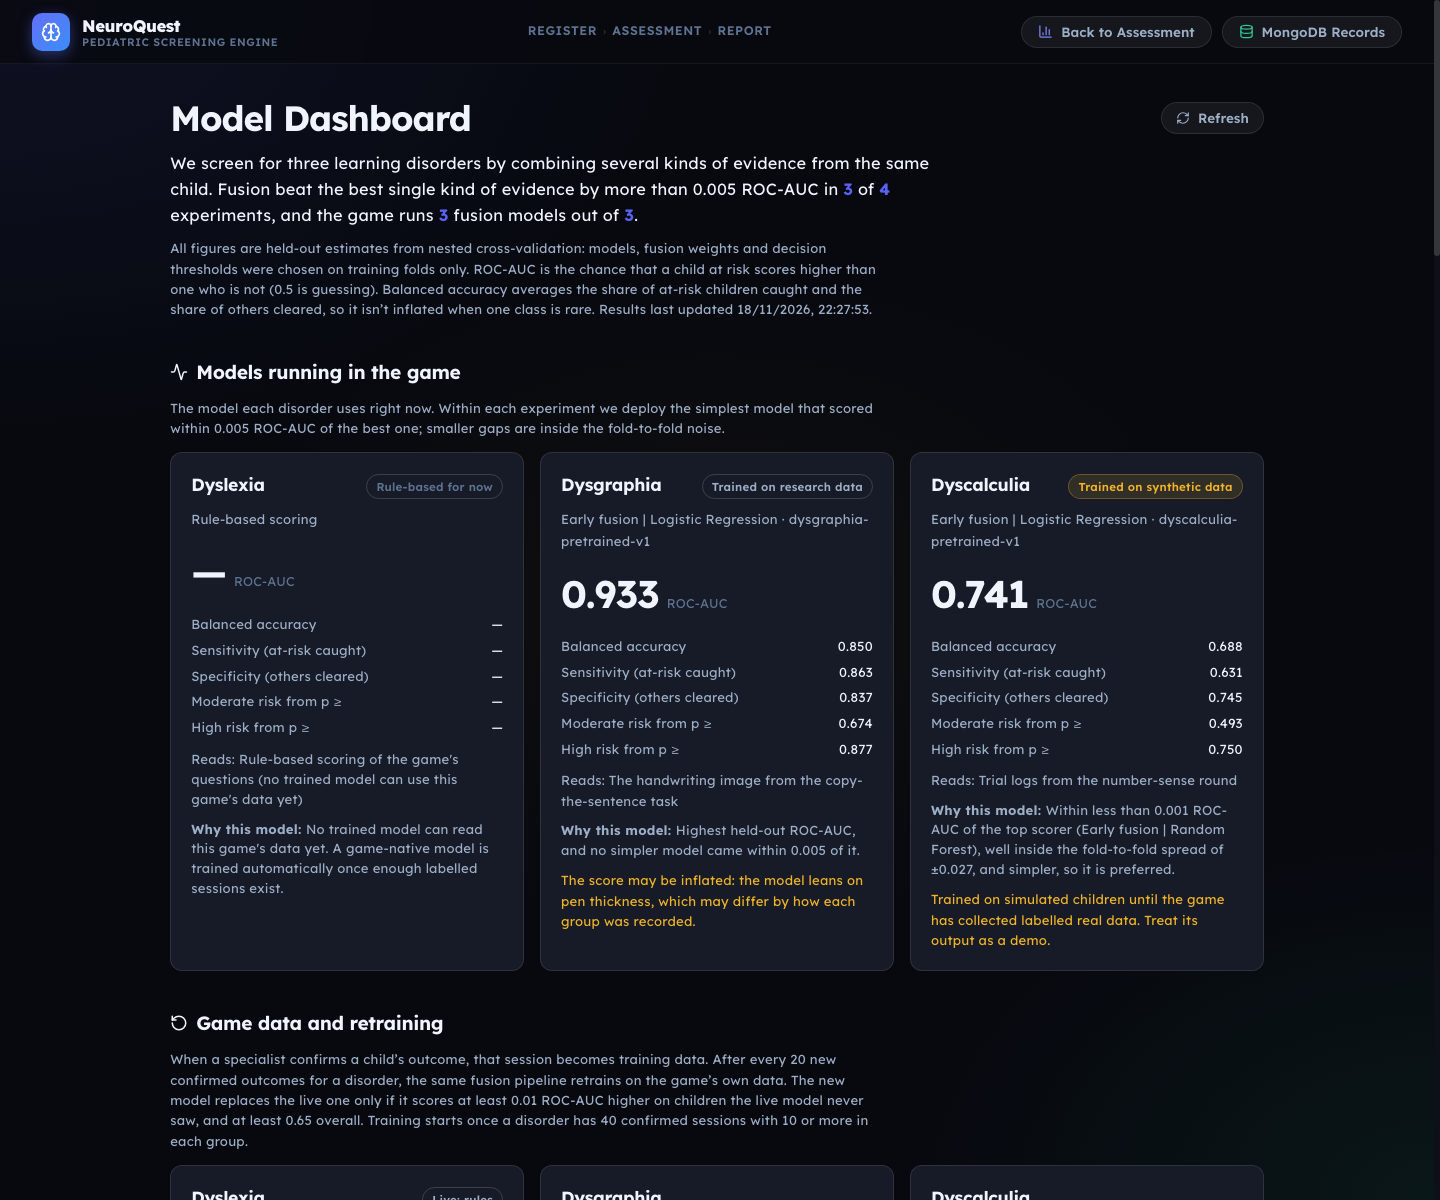 NeuroQuest
PEDIATRIC SCREENING ENGINE
REGISTER › ASSESSMENT › REPORT
Back to Assessment
MongoDB Records
Model Dashboard
Refresh
We screen for three learning disorders by combining several kinds of evidence from the same
child. Fusion beat the best single kind of evidence by more than 0.005 ROC-AUC in 3 of 4
experiments, and the game runs 3 fusion models out of 3.
All figures are held-out estimates from nested cross-validation: models, fusion weights and decision
thresholds were chosen on training folds only. ROC-AUC is the chance that a child at risk scores higher than
one who is not (0.5 is guessing). Balanced accuracy averages the share of at-risk children caught and the
share of others cleared, so it isn’t inflated when one class is rare. Results last updated 18/11/2026, 22:27:53.
Models running in the game
The model each disorder uses right now. Within each experiment we deploy the simplest model that scored
within 0.005 ROC-AUC of the best one; smaller gaps are inside the fold-to-fold noise.
Dyslexia
Rule-based for now
Rule-based scoring
— ROC-AUC
Balanced accuracy —
Sensitivity (at-risk caught) —
Specificity (others cleared) —
Moderate risk from p ≥ —
High risk from p ≥ —
Reads: Rule-based scoring of the game's
questions (no trained model can use this
game's data yet)
Why this model: No trained model can read
this game's data yet. A game-native model is
trained automatically once enough labelled
sessions exist.
Dysgraphia
Trained on research data
Early fusion | Logistic Regression · dysgraphia-
pretrained-v1
0.933 ROC-AUC
Balanced accuracy 0.850
Sensitivity (at-risk caught) 0.863
Specificity (others cleared) 0.837
Moderate risk from p ≥ 0.674
High risk from p ≥ 0.877
Reads: The handwriting image from the copy-
the-sentence task
Why this model: Highest held-out ROC-AUC,
and no simpler model came within 0.005 of it.
The score may be inflated: the model leans on
pen thickness, which may differ by how each
group was recorded.
Dyscalculia
Trained on synthetic data
Early fusion | Logistic Regression · dyscalculia-
pretrained-v1
0.741 ROC-AUC
Balanced accuracy 0.688
Sensitivity (at-risk caught) 0.631
Specificity (others cleared) 0.745
Moderate risk from p ≥ 0.493
High risk from p ≥ 0.750
Reads: Trial logs from the number-sense round
Why this model: Within less than 0.001 ROC-
AUC of the top scorer (Early fusion | Random
Forest), well inside the fold-to-fold spread of
±0.027, and simpler, so it is preferred.
Trained on simulated children until the game
has collected labelled real data. Treat its
output as a demo.
Game data and retraining
When a specialist confirms a child’s outcome, that session becomes training data. After every 20 new
confirmed outcomes for a disorder, the same fusion pipeline retrains on the game’s own data. The new
model replaces the live one only if it scores at least 0.01 ROC-AUC higher on children the live model never
saw, and at least 0.65 overall. Training starts once a disorder has 40 confirmed sessions with 10 or more in
each group.
Dyslexia
Live: rules
Dysgraphia
Dyscalculia